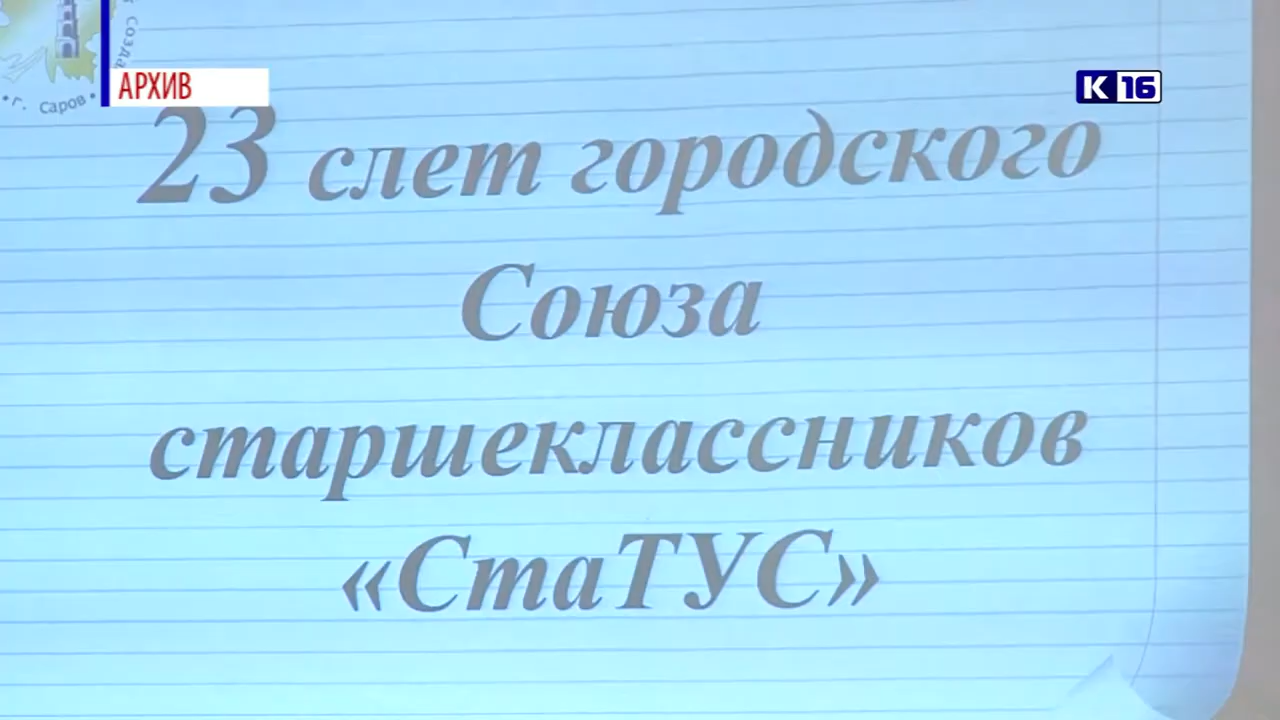 АРХИВ
К 16
г. Саров
23 слет городского
Союза
старшеклассников
«СтаТУС»